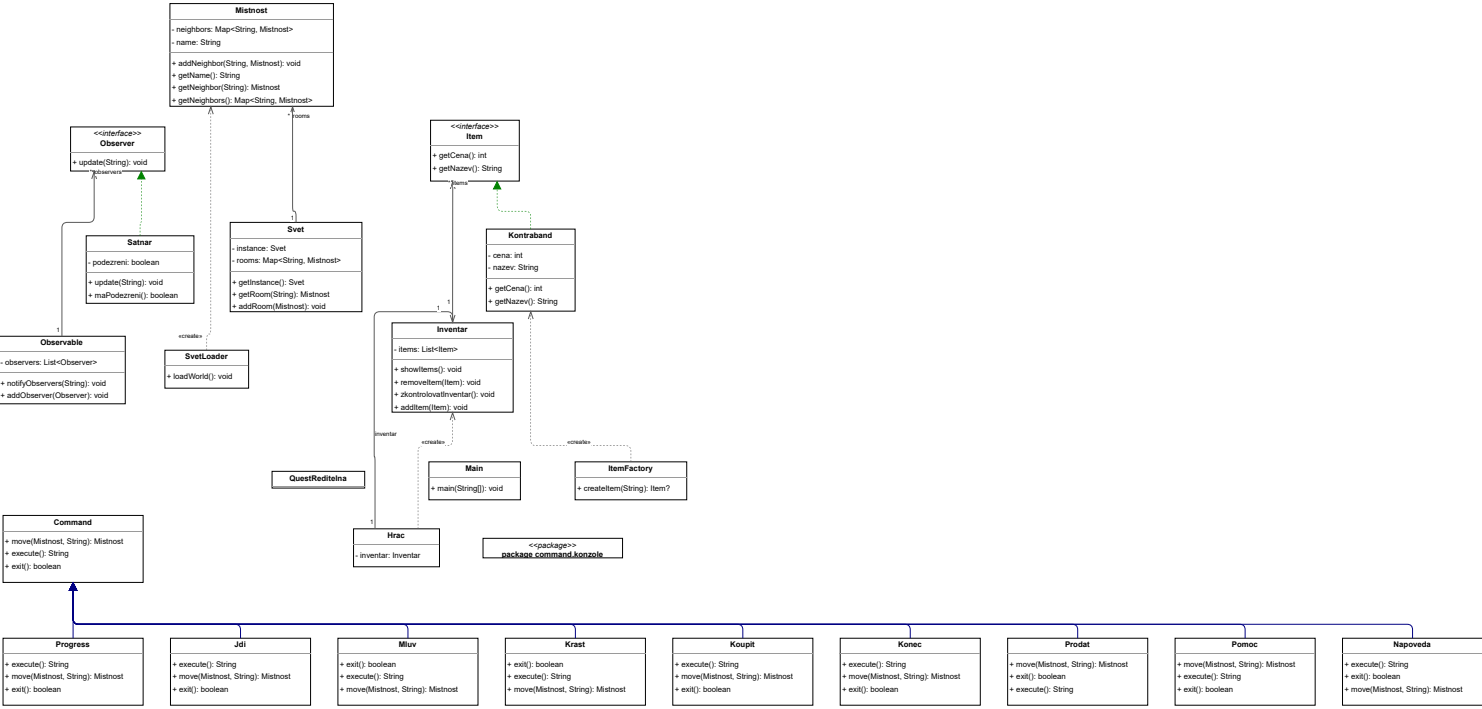 Mistnost
- neighbors: Map<String, Mistnost>
- name: String
+ addNeighbor(String, Mistnost): void
+ getName(): String
+ getNeighbor(String): Mistnost
+ getNeighbors(): Map<String, Mistnost>
* rooms
<<interface>>
Observer
+ update(String): void
*observers
<<interface>>
Item
+ getCena(): int
+ getNazev(): String
*items
Satnar
- podezreni: boolean
+ update(String): void
+ maPodezreni(): boolean
1
Svet
- instance: Svet
- rooms: Map<String, Mistnost>
+ getInstance(): Svet
+ getRoom(String): Mistnost
+ addRoom(Mistnost): void
Kontraband
- cena: int
- nazev: String
+ getCena(): int
+ getNazev(): String
1
1
1
Observable
- observers: List<Observer>
+ notifyObservers(String): void
+ addObserver(Observer): void
«create»
SvetLoader
+ loadWorld(): void
Inventar
- items: List<Item>
+ showItems(): void
+ removeItem(Item): void
+ zkontrolovatInventar(): void
+ addItem(Item): void
inventar
«create»
«create»
QuestReditelna
Main
+ main(String[]): void
ItemFactory
+ createItem(String): Item?
1
Hrac
- inventar: Inventar
<<package>>
package command.konzole
Command
+ move(Mistnost, String): Mistnost
+ execute(): String
+ exit(): boolean
Progress
+ execute(): String
+ move(Mistnost, String): Mistnost
+ exit(): boolean
Jdi
+ execute(): String
+ move(Mistnost, String): Mistnost
+ exit(): boolean
Mluv
+ exit(): boolean
+ execute(): String
+ move(Mistnost, String): Mistnost
Krast
+ exit(): boolean
+ execute(): String
+ move(Mistnost, String): Mistnost
Koupit
+ execute(): String
+ move(Mistnost, String): Mistnost
+ exit(): boolean
Konec
+ execute(): String
+ move(Mistnost, String): Mistnost
+ exit(): boolean
Prodat
+ move(Mistnost, String): Mistnost
+ exit(): boolean
+ execute(): String
Pomoc
+ move(Mistnost, String): Mistnost
+ execute(): String
+ exit(): boolean
Napoveda
+ execute(): String
+ exit(): boolean
+ move(Mistnost, String): Mistnost